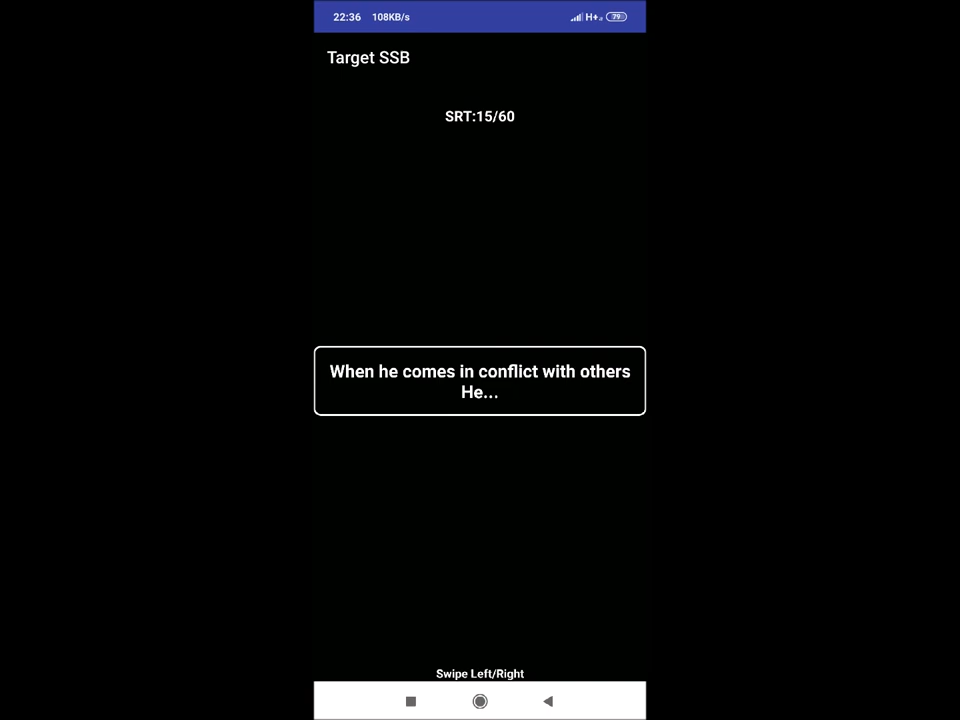 22:36 108KB/s H+ 79
Target SSB
SRT:15/60
When he comes in conflict with others
He...
Swipe Left/Right